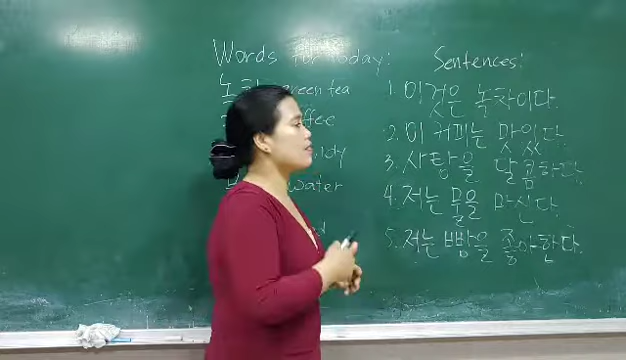 Words for Today:
녹차 green tea
ffee
dy
water
d
Sentences:
1. 이것은 녹차이다.
2. 이 커피는 맛있다.
3. 사탕을 달콤하다.
4. 저는 물을 마신다.
5. 저는 빵을 좋아한다.